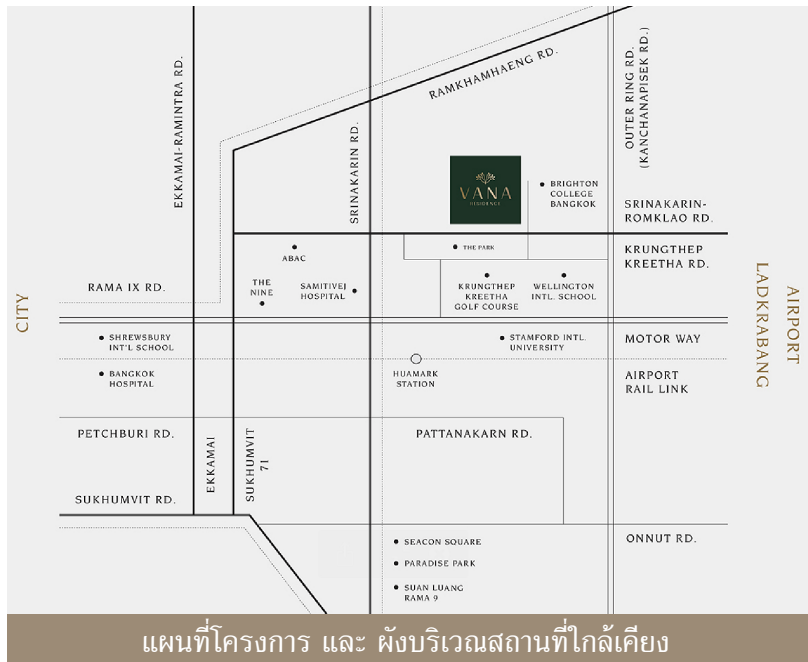 EKKAMAI-RAMINTRA RD.
SRINAKARIN RD.
RAMKHAMHAENG RD.
OUTER RING RD.
(KANCHANAPISEK RD.)
VANA
RESIDENCE
BRIGHTON
COLLEGE
BANGKOK
SRINAKARIN-
ROMKLAO RD.
ABAC
THE PARK
KRUNGTHEP
KREETHA RD.
RAMA IX RD.
THE
NINE
SAMITIVEJ
HOSPITAL
KRUNGTHEP
KREETHA
GOLF COURSE
WELLINGTON
INTL. SCHOOL
CITY
LADKRABANG
AIRPORT
SHREWSBURY
INT'L SCHOOL
STAMFORD INTL.
UNIVERSITY
MOTOR WAY
BANGKOK
HOSPITAL
HUAMARK
STATION
AIRPORT
RAIL LINK
PETCHBURI RD.
EKKAMAI
SUKHUMVIT
71
PATTANAKARN RD.
SUKHUMVIT RD.
SEACON SQUARE
PARADISE PARK
SUAN LUANG
RAMA 9
ONNUT RD.
แผนที่โครงการ และ ผังบริเวณสถานที่ใกล้เคียง